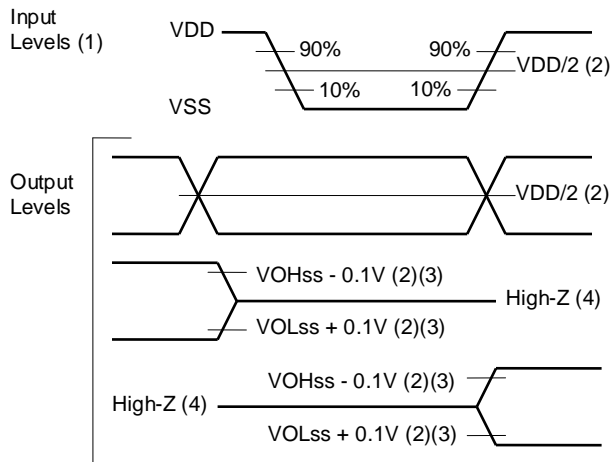 Input
Levels (1)
VDD
90%
90%
VDD/2 (2)
10%
10%
VSS
Output
Levels
VDD/2 (2)
VOHss - 0.1V (2)(3)
High-Z (4)
VOLss + 0.1V (2)(3)
VOHss - 0.1V (2)(3)
High-Z (4)
VOLss + 0.1V (2)(3)